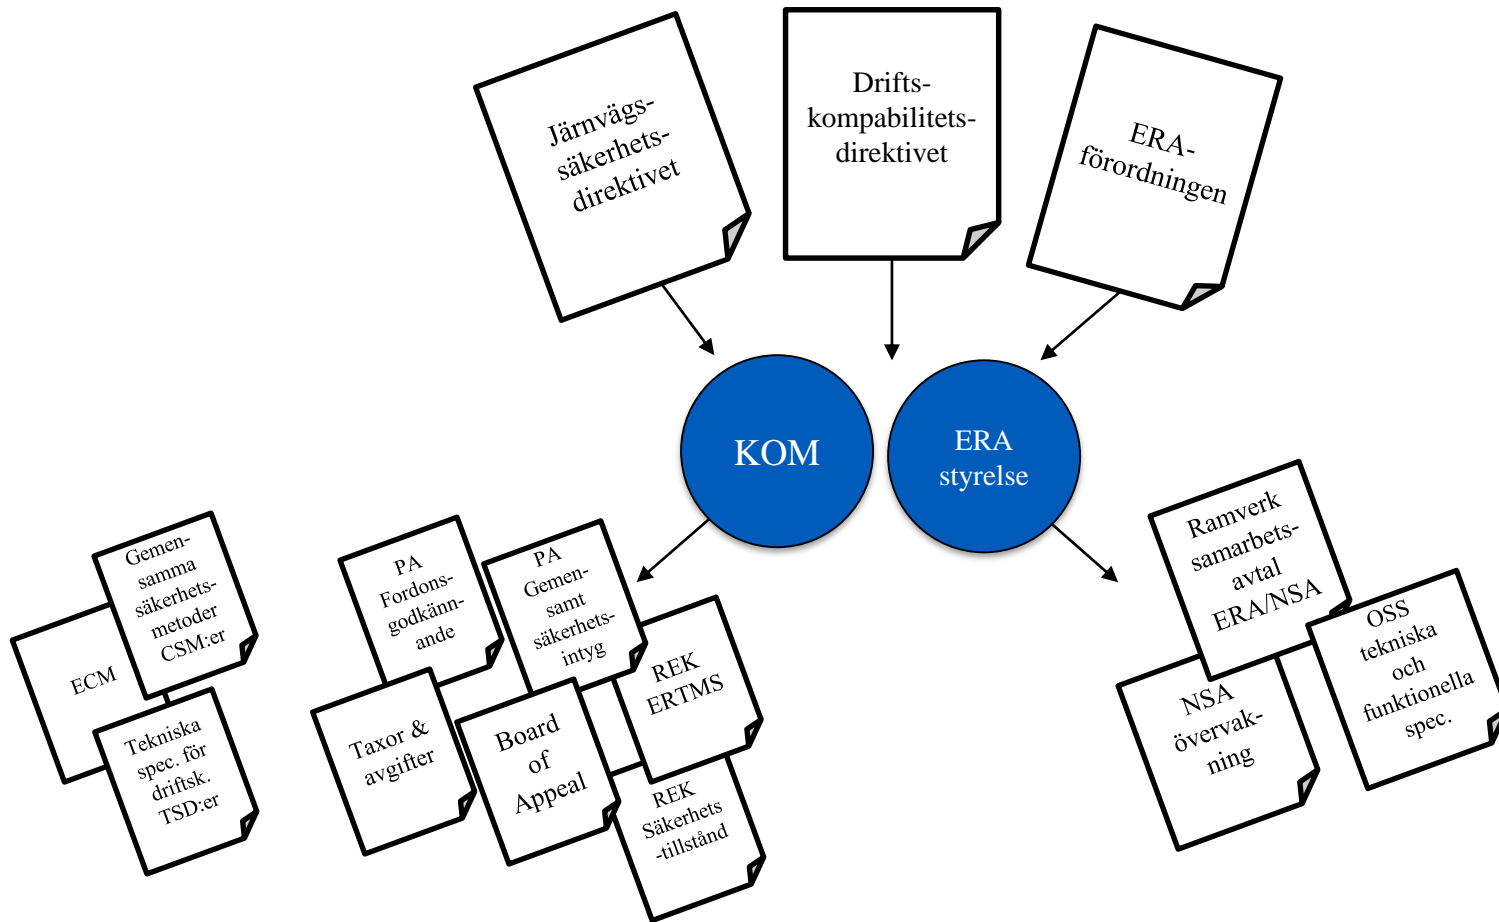 Järnvägs-
säkerhets-
direktivet
Drifts-
kompabilitets-
direktivet
ERA-
förordningen
KOM
ERA
styrelse
Gemen-
samma
säkerhets-
metoder
CSM:er
ECM
Tekniska
spec. för
driftsk.
TSD:er
PA
Fordons-
godkänn-
ande
PA
Gemen-
samt
säkerhets-
intyg
REK
ERTMS
Taxor &
avgifter
Board
of
Appeal
REK
Säkerhets
-tillstånd
Ramverk
samarbets-
avtal
ERA/NSA
OSS
tekniska
och
funktionella
spec.
NSA
övervak-
ning